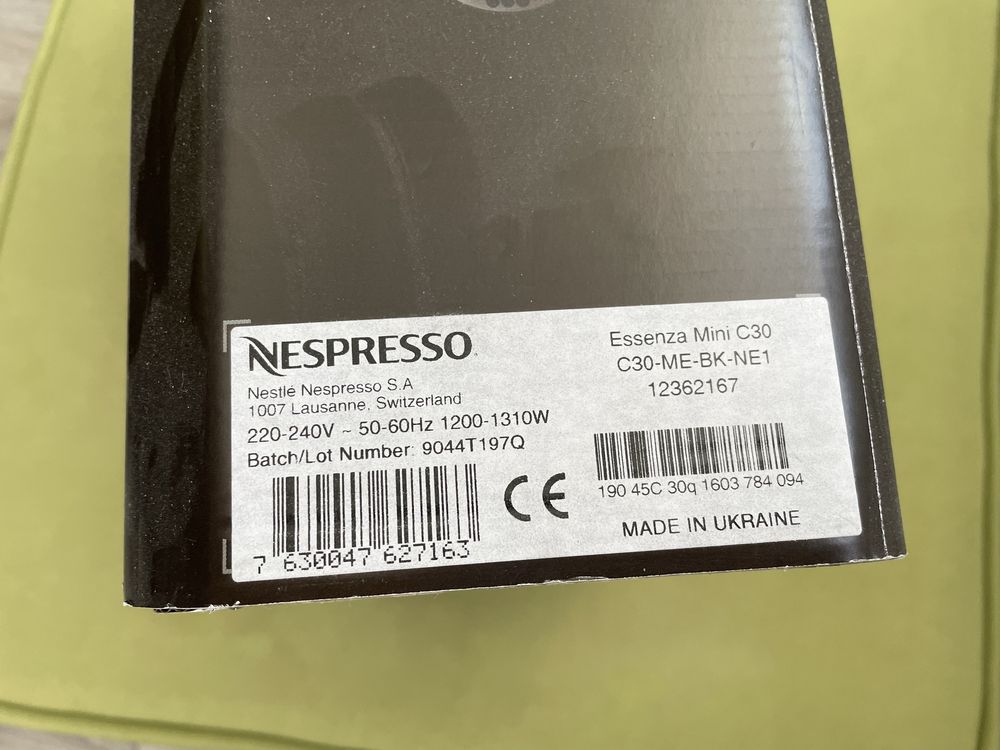 NESPRESSO
Nestlé Nespresso S.A
1007 Lausanne, Switzerland
220-240V ~ 50-60Hz 1200-1310W
Batch/Lot Number: 9044T197Q
7 630047 627163
CE
Essenza Mini C30
C30-ME-BK-NE1
12362167
190 45C 30q 1603 784 094
MADE IN UKRAINE